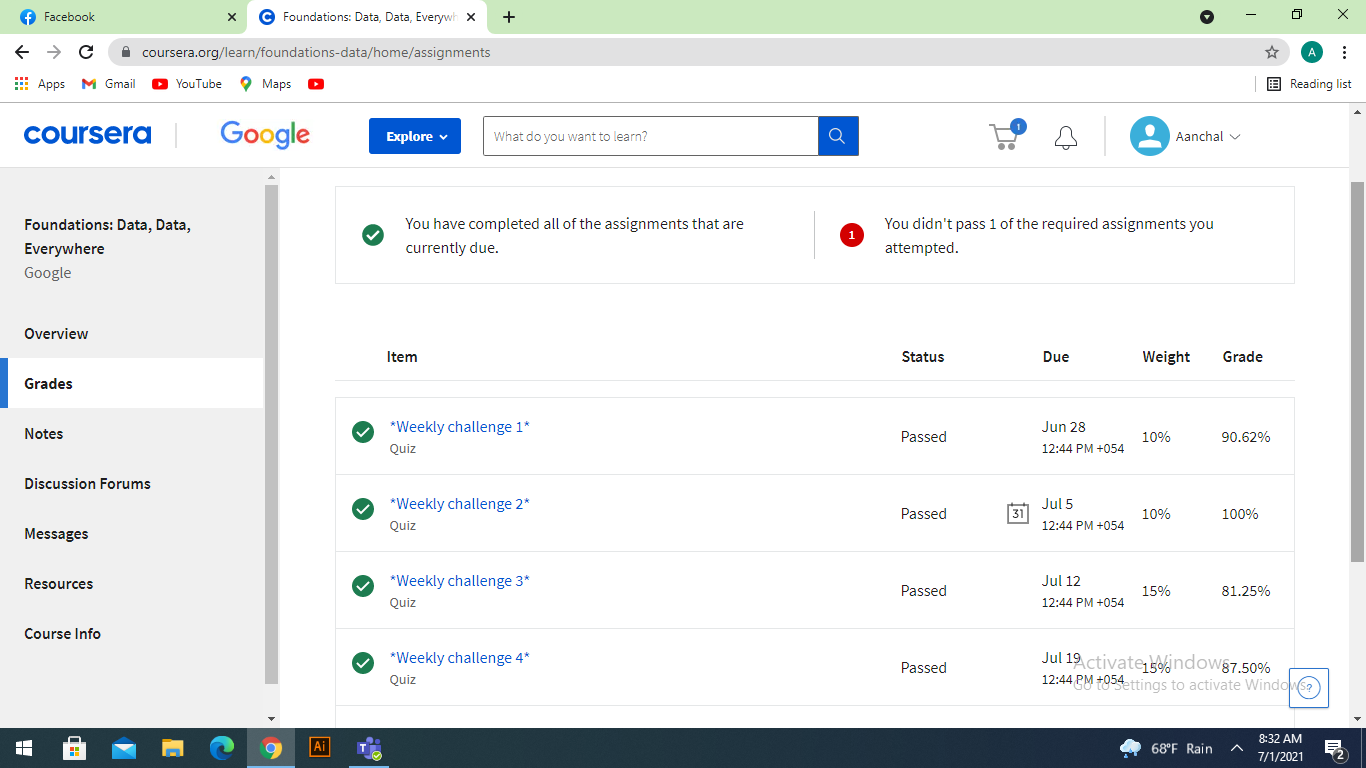 Facebook
Foundations: Data, Data, Everywh
coursera.org/learn/foundations-data/home/assignments
A
Apps
Gmail
YouTube
Maps
Reading list
coursera
Google
Explore
What do you want to learn?
1
Aanchal
Foundations: Data, Data,
Everywhere
Google
Overview
Grades
Notes
Discussion Forums
Messages
Resources
Course Info
You have completed all of the assignments that are
currently due.
1
You didn't pass 1 of the required assignments you
attempted.
Item Status Due Weight Grade
*Weekly challenge 1*
Quiz
Passed
Jun 28
12:44 PM +054
10%
90.62%
*Weekly challenge 2*
Quiz
Passed
31
Jul 5
12:44 PM +054
10%
100%
*Weekly challenge 3*
Quiz
Passed
Jul 12
12:44 PM +054
15%
81.25%
*Weekly challenge 4*
Quiz
Passed
Jul 19
12:44 PM +054
15%
87.50%
Activate Windows
Go to Settings to activate Windows.
?
Ai
T
68°F Rain
8:32 AM
7/1/2021
2